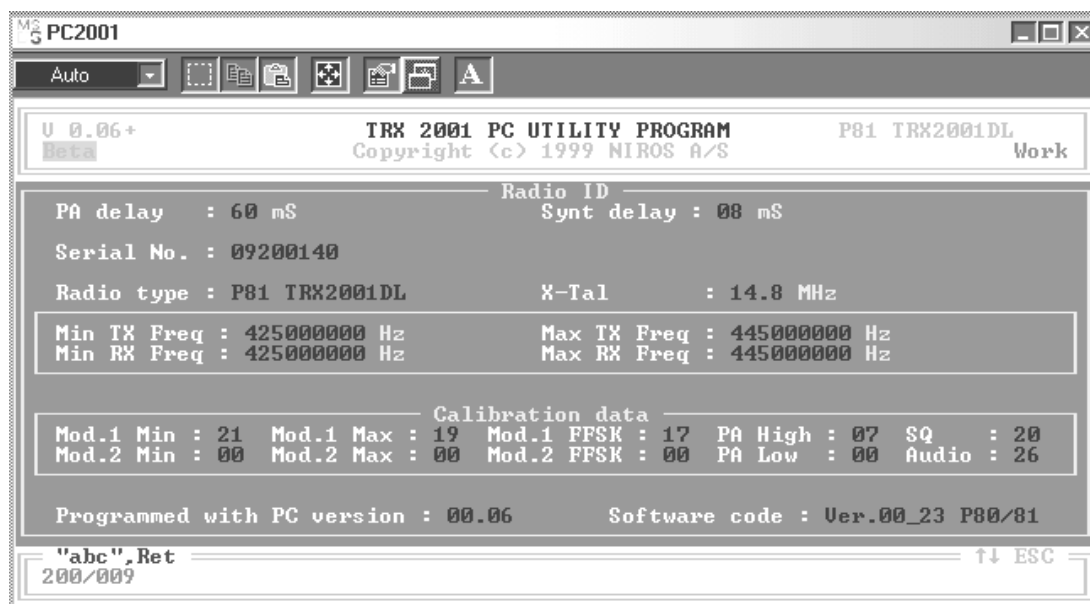 PC2001
Auto
A
V 0.06+ TRX 2001 PC UTILITY PROGRAM P81 TRX2001DL
Beta Copyright (c) 1999 NIROS A/S Work
Radio ID
PA delay : 60 mS Synt delay : 08 mS
Serial No. : 09200140
Radio type : P81 TRX2001DL X-Tal : 14.8 MHz
Min TX Freq : 425000000 Hz Max TX Freq : 445000000 Hz
Min RX Freq : 425000000 Hz Max RX Freq : 445000000 Hz
Calibration data
Mod.1 Min : 21 Mod.1 Max : 19 Mod.1 FFSK : 17 PA High : 07 SQ : 20
Mod.2 Min : 00 Mod.2 Max : 00 Mod.2 FFSK : 00 PA Low : 00 Audio : 26
Programmed with PC version : 00.06 Software code : Ver.00_23 P80/81
"abc",Ret ↑↓ ESC
200/009